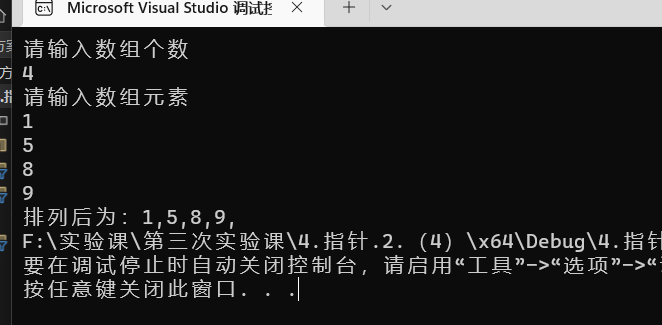 Microsoft Visual Studio 调试控
请输入数组个数
4
请输入数组元素
1
5
8
9
排列后为: 1,5,8,9,
F:\实验课\第三次实验课\4.指针.2.（4）\x64\Debug\4.指针
要在调试停止时自动关闭控制台，请启用“工具”->“选项”->“
按任意键关闭此窗口. . .